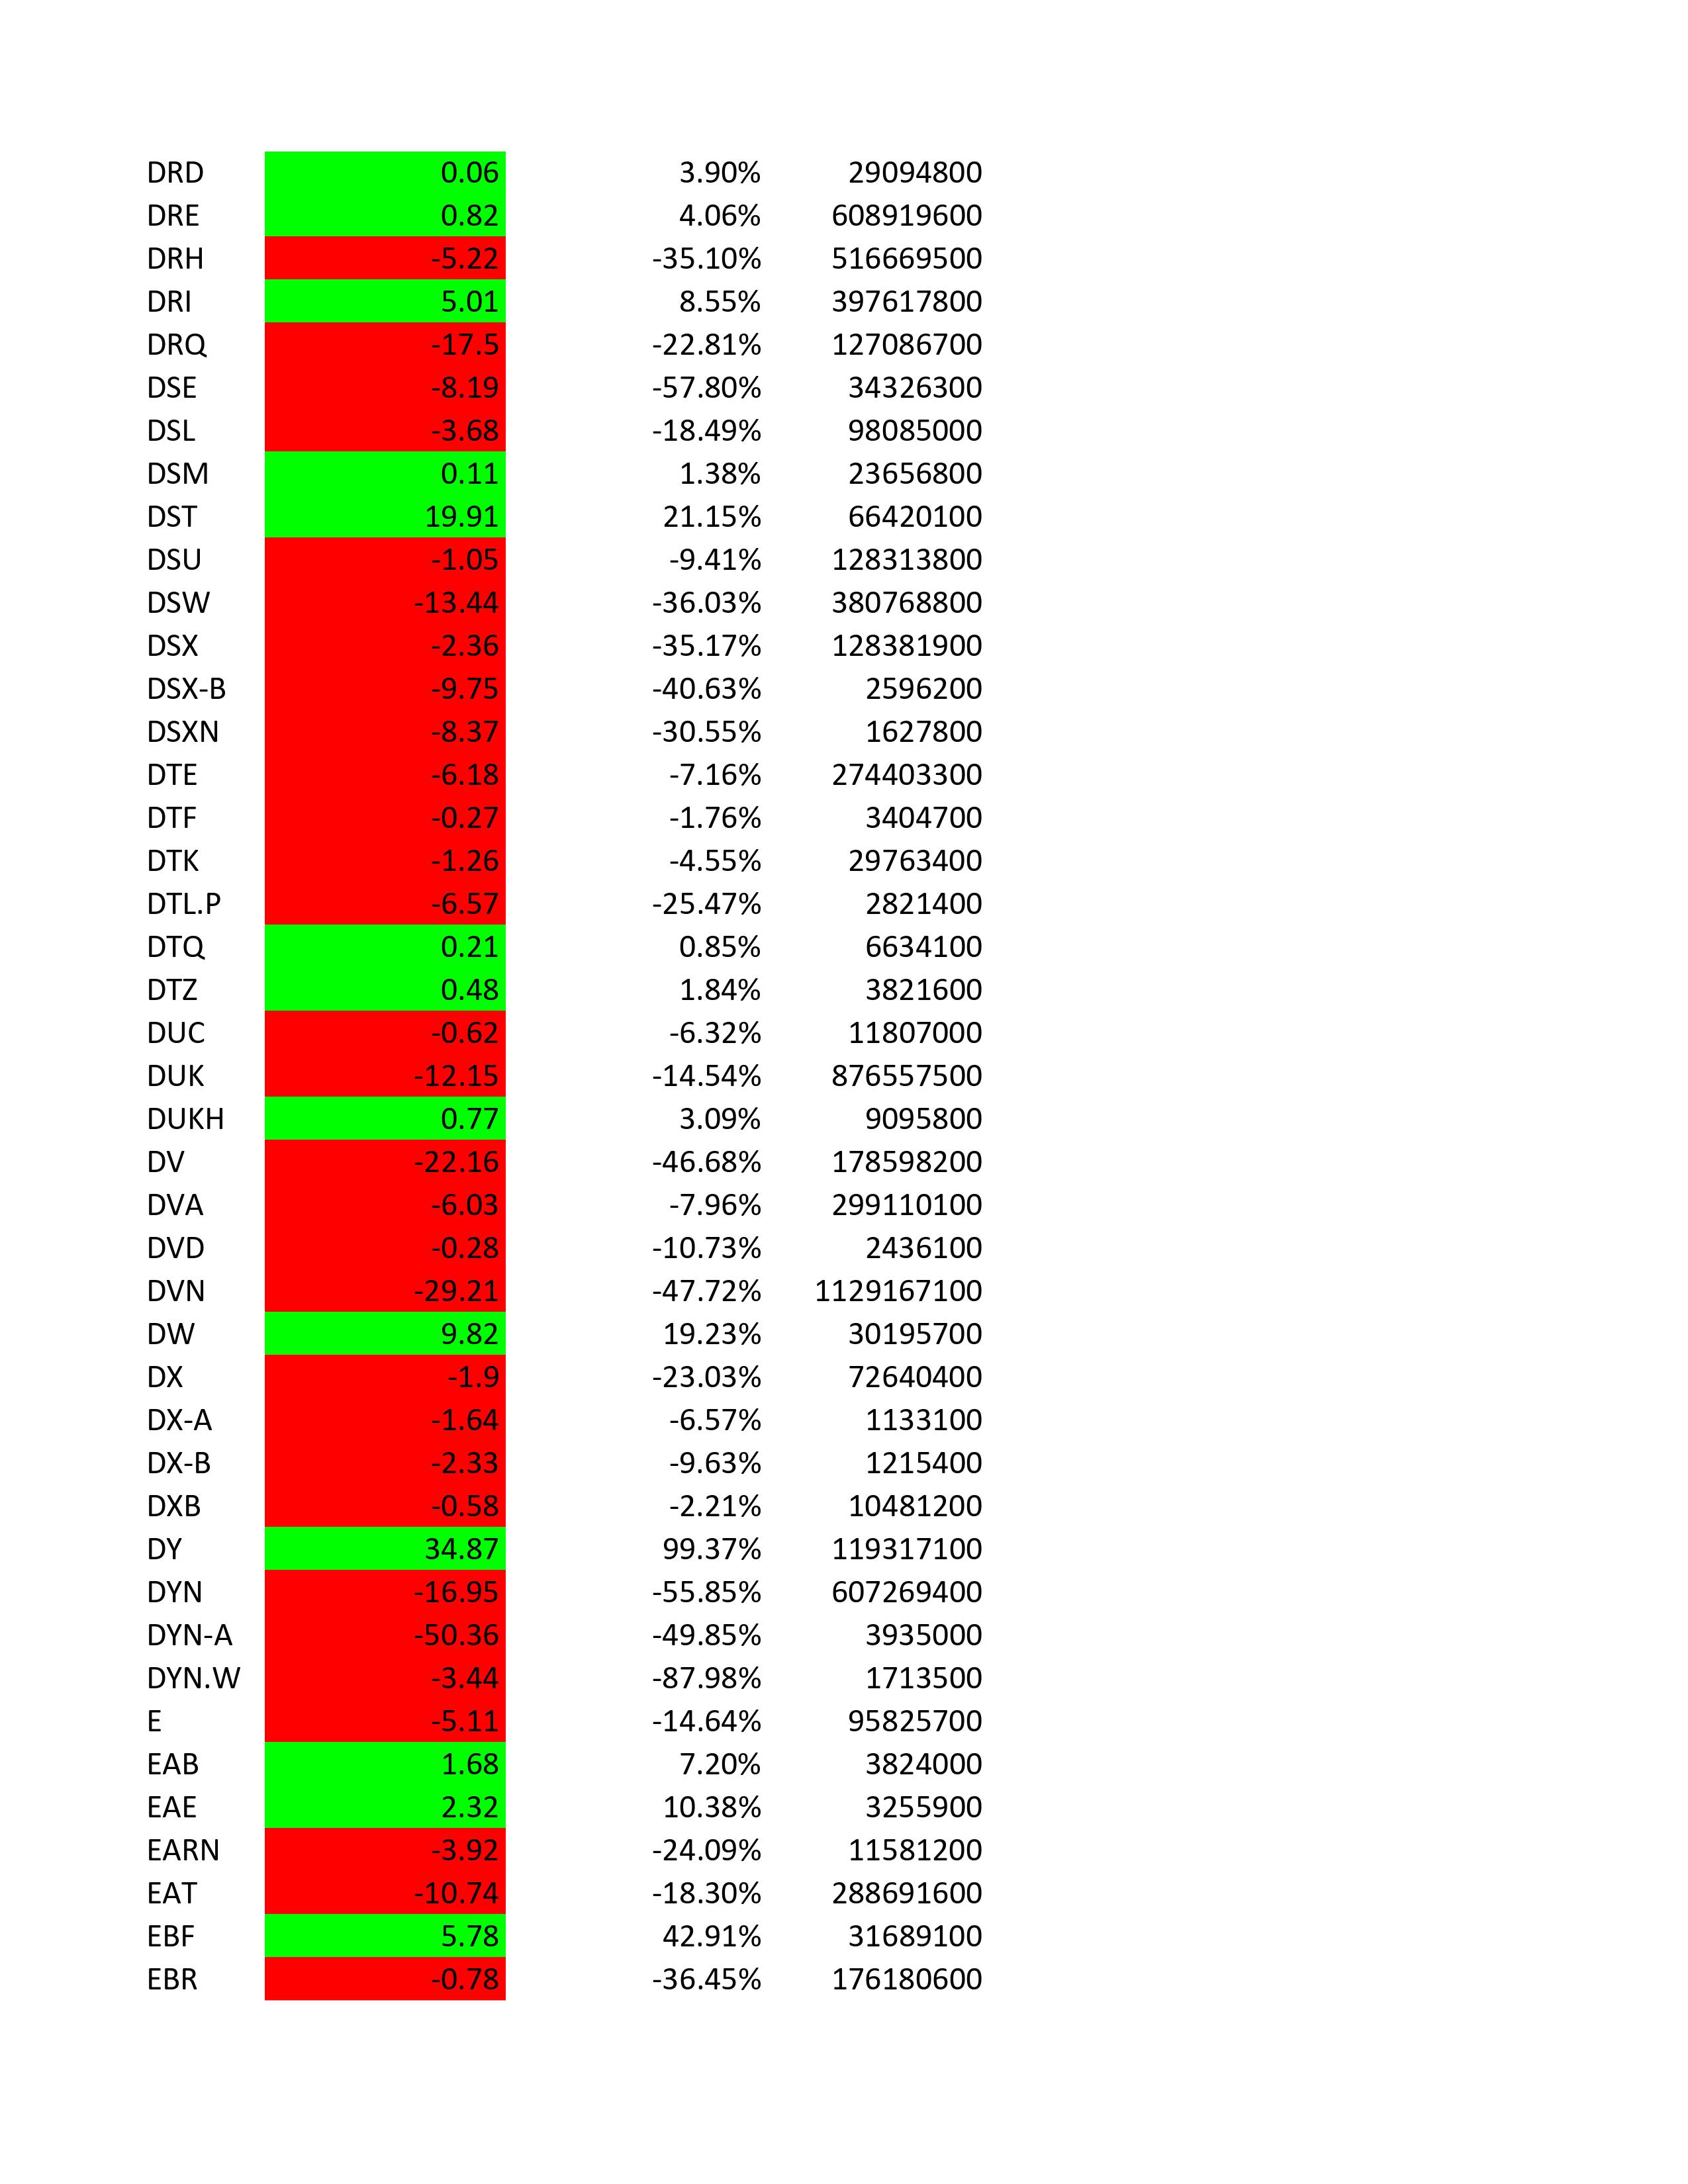 DRD 0.06 3.90% 29094800
DRE 0.82 4.06% 608919600
DRH -5.22 -35.10% 516669500
DRI 5.01 8.55% 397617800
DRQ -17.5 -22.81% 127086700
DSE -8.19 -57.80% 34326300
DSL -3.68 -18.49% 98085000
DSM 0.11 1.38% 23656800
DST 19.91 21.15% 66420100
DSU -1.05 -9.41% 128313800
DSW -13.44 -36.03% 380768800
DSX -2.36 -35.17% 128381900
DSX-B -9.75 -40.63% 2596200
DSXN -8.37 -30.55% 1627800
DTE -6.18 -7.16% 274403300
DTF -0.27 -1.76% 3404700
DTK -1.26 -4.55% 29763400
DTL.P -6.57 -25.47% 2821400
DTQ 0.21 0.85% 6634100
DTZ 0.48 1.84% 3821600
DUC -0.62 -6.32% 11807000
DUK -12.15 -14.54% 876557500
DUKH 0.77 3.09% 9095800
DV -22.16 -46.68% 178598200
DVA -6.03 -7.96% 299110100
DVD -0.28 -10.73% 2436100
DVN -29.21 -47.72% 1129167100
DW 9.82 19.23% 30195700
DX -1.9 -23.03% 72640400
DX-A -1.64 -6.57% 1133100
DX-B -2.33 -9.63% 1215400
DXB -0.58 -2.21% 10481200
DY 34.87 99.37% 119317100
DYN -16.95 -55.85% 607269400
DYN-A -50.36 -49.85% 3935000
DYN.W -3.44 -87.98% 1713500
E -5.11 -14.64% 95825700
EAB 1.68 7.20% 3824000
EAE 2.32 10.38% 3255900
EARN -3.92 -24.09% 11581200
EAT -10.74 -18.30% 288691600
EBF 5.78 42.91% 31689100
EBR -0.78 -36.45% 176180600